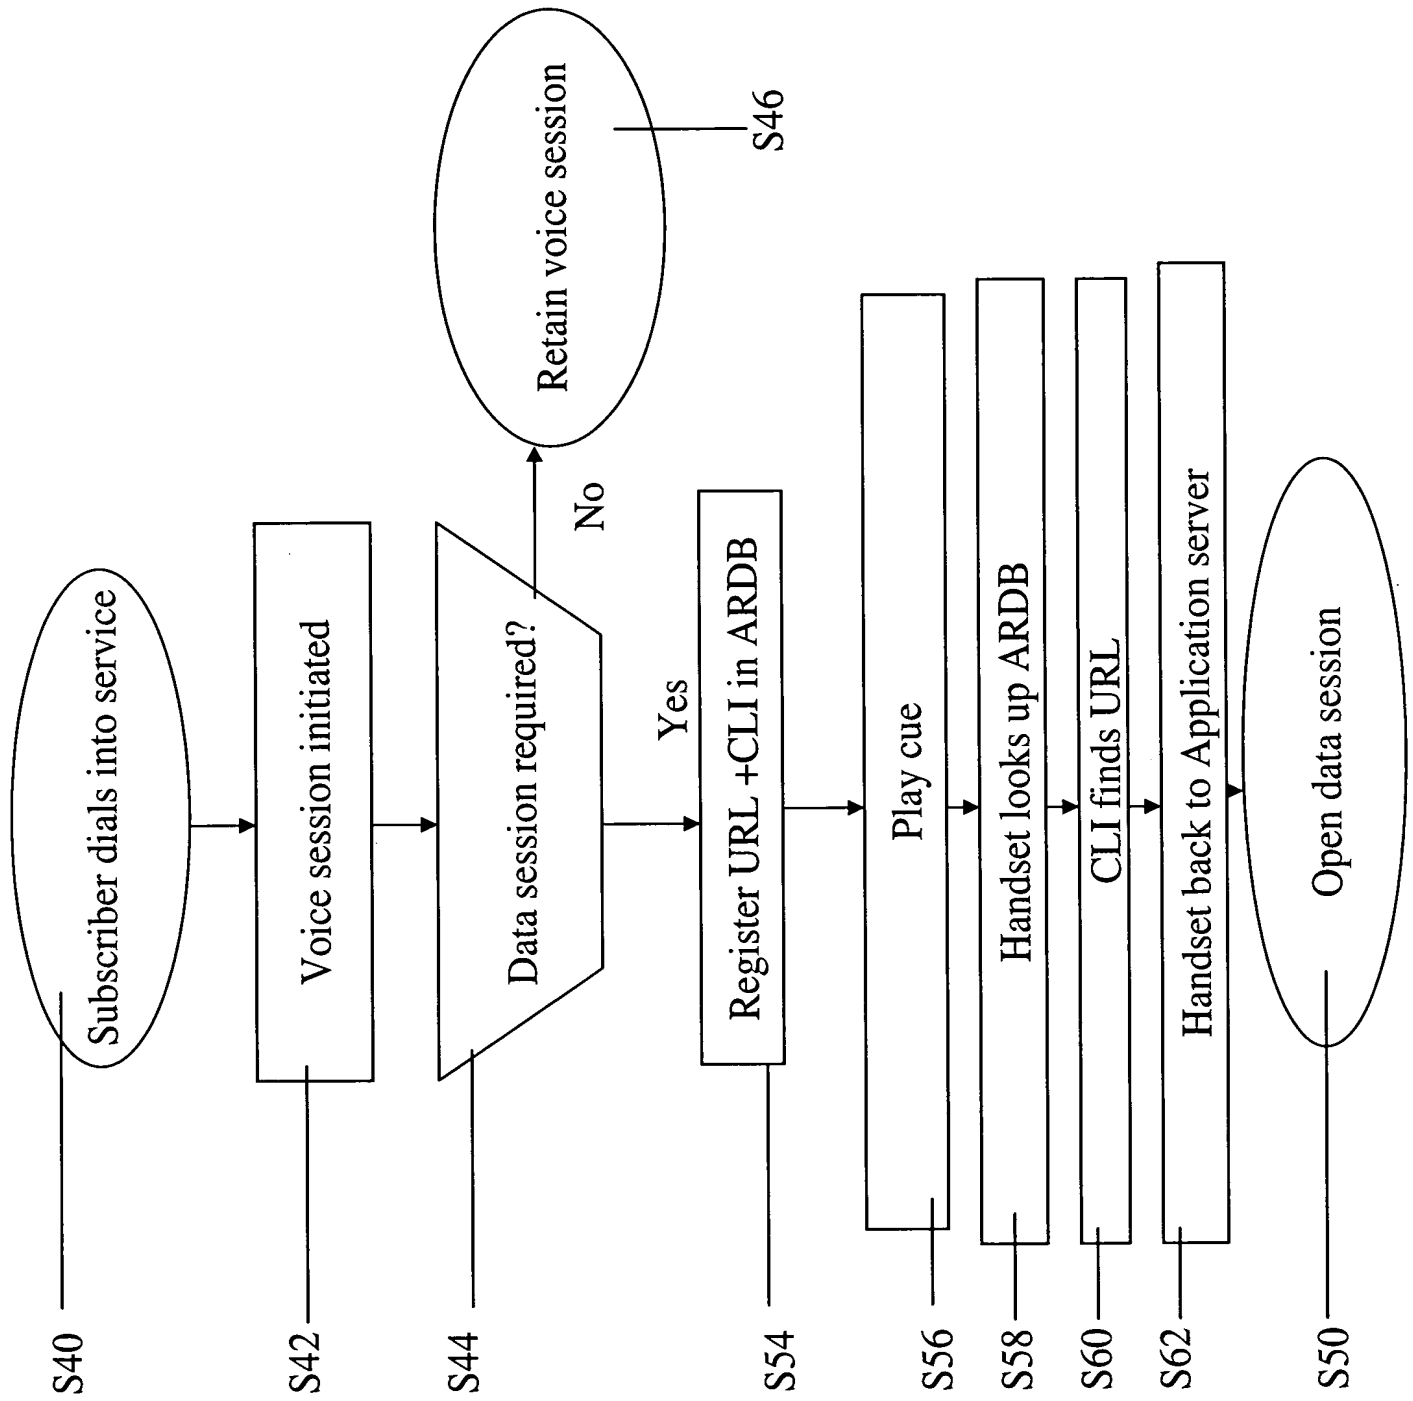 S40
Subscriber dials into service
S42
Voice session initiated
S44
Data session required?
No
Retain voice session
S46
Yes
S54
Register URL +CLI in ARDB
S56
Play cue
S58
Handset looks up ARDB
S60
CLI finds URL
S62
Handset back to Application server
S50
Open data session